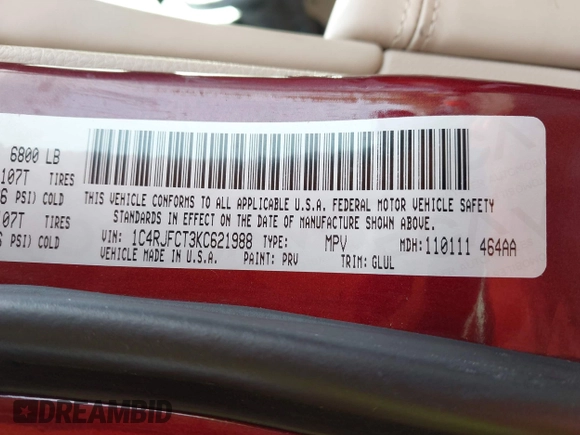 6800 LB
107T TIRES
6 PSI) COLD
07T TIRES
PSI) COLD
THIS VEHICLE CONFORMS TO ALL APPLICABLE U.S.A. FEDERAL MOTOR VEHICLE SAFETY
STANDARDS IN EFFECT ON THE DATE OF MANUFACTURE SHOWN ABOVE.
VIN: 1C4RJFCT3KC621988 TYPE: MPV MDH:110111 464AA
VEHICLE MADE IN U.S.A. PAINT: PRV TRIM: GLUL
DREAMBID